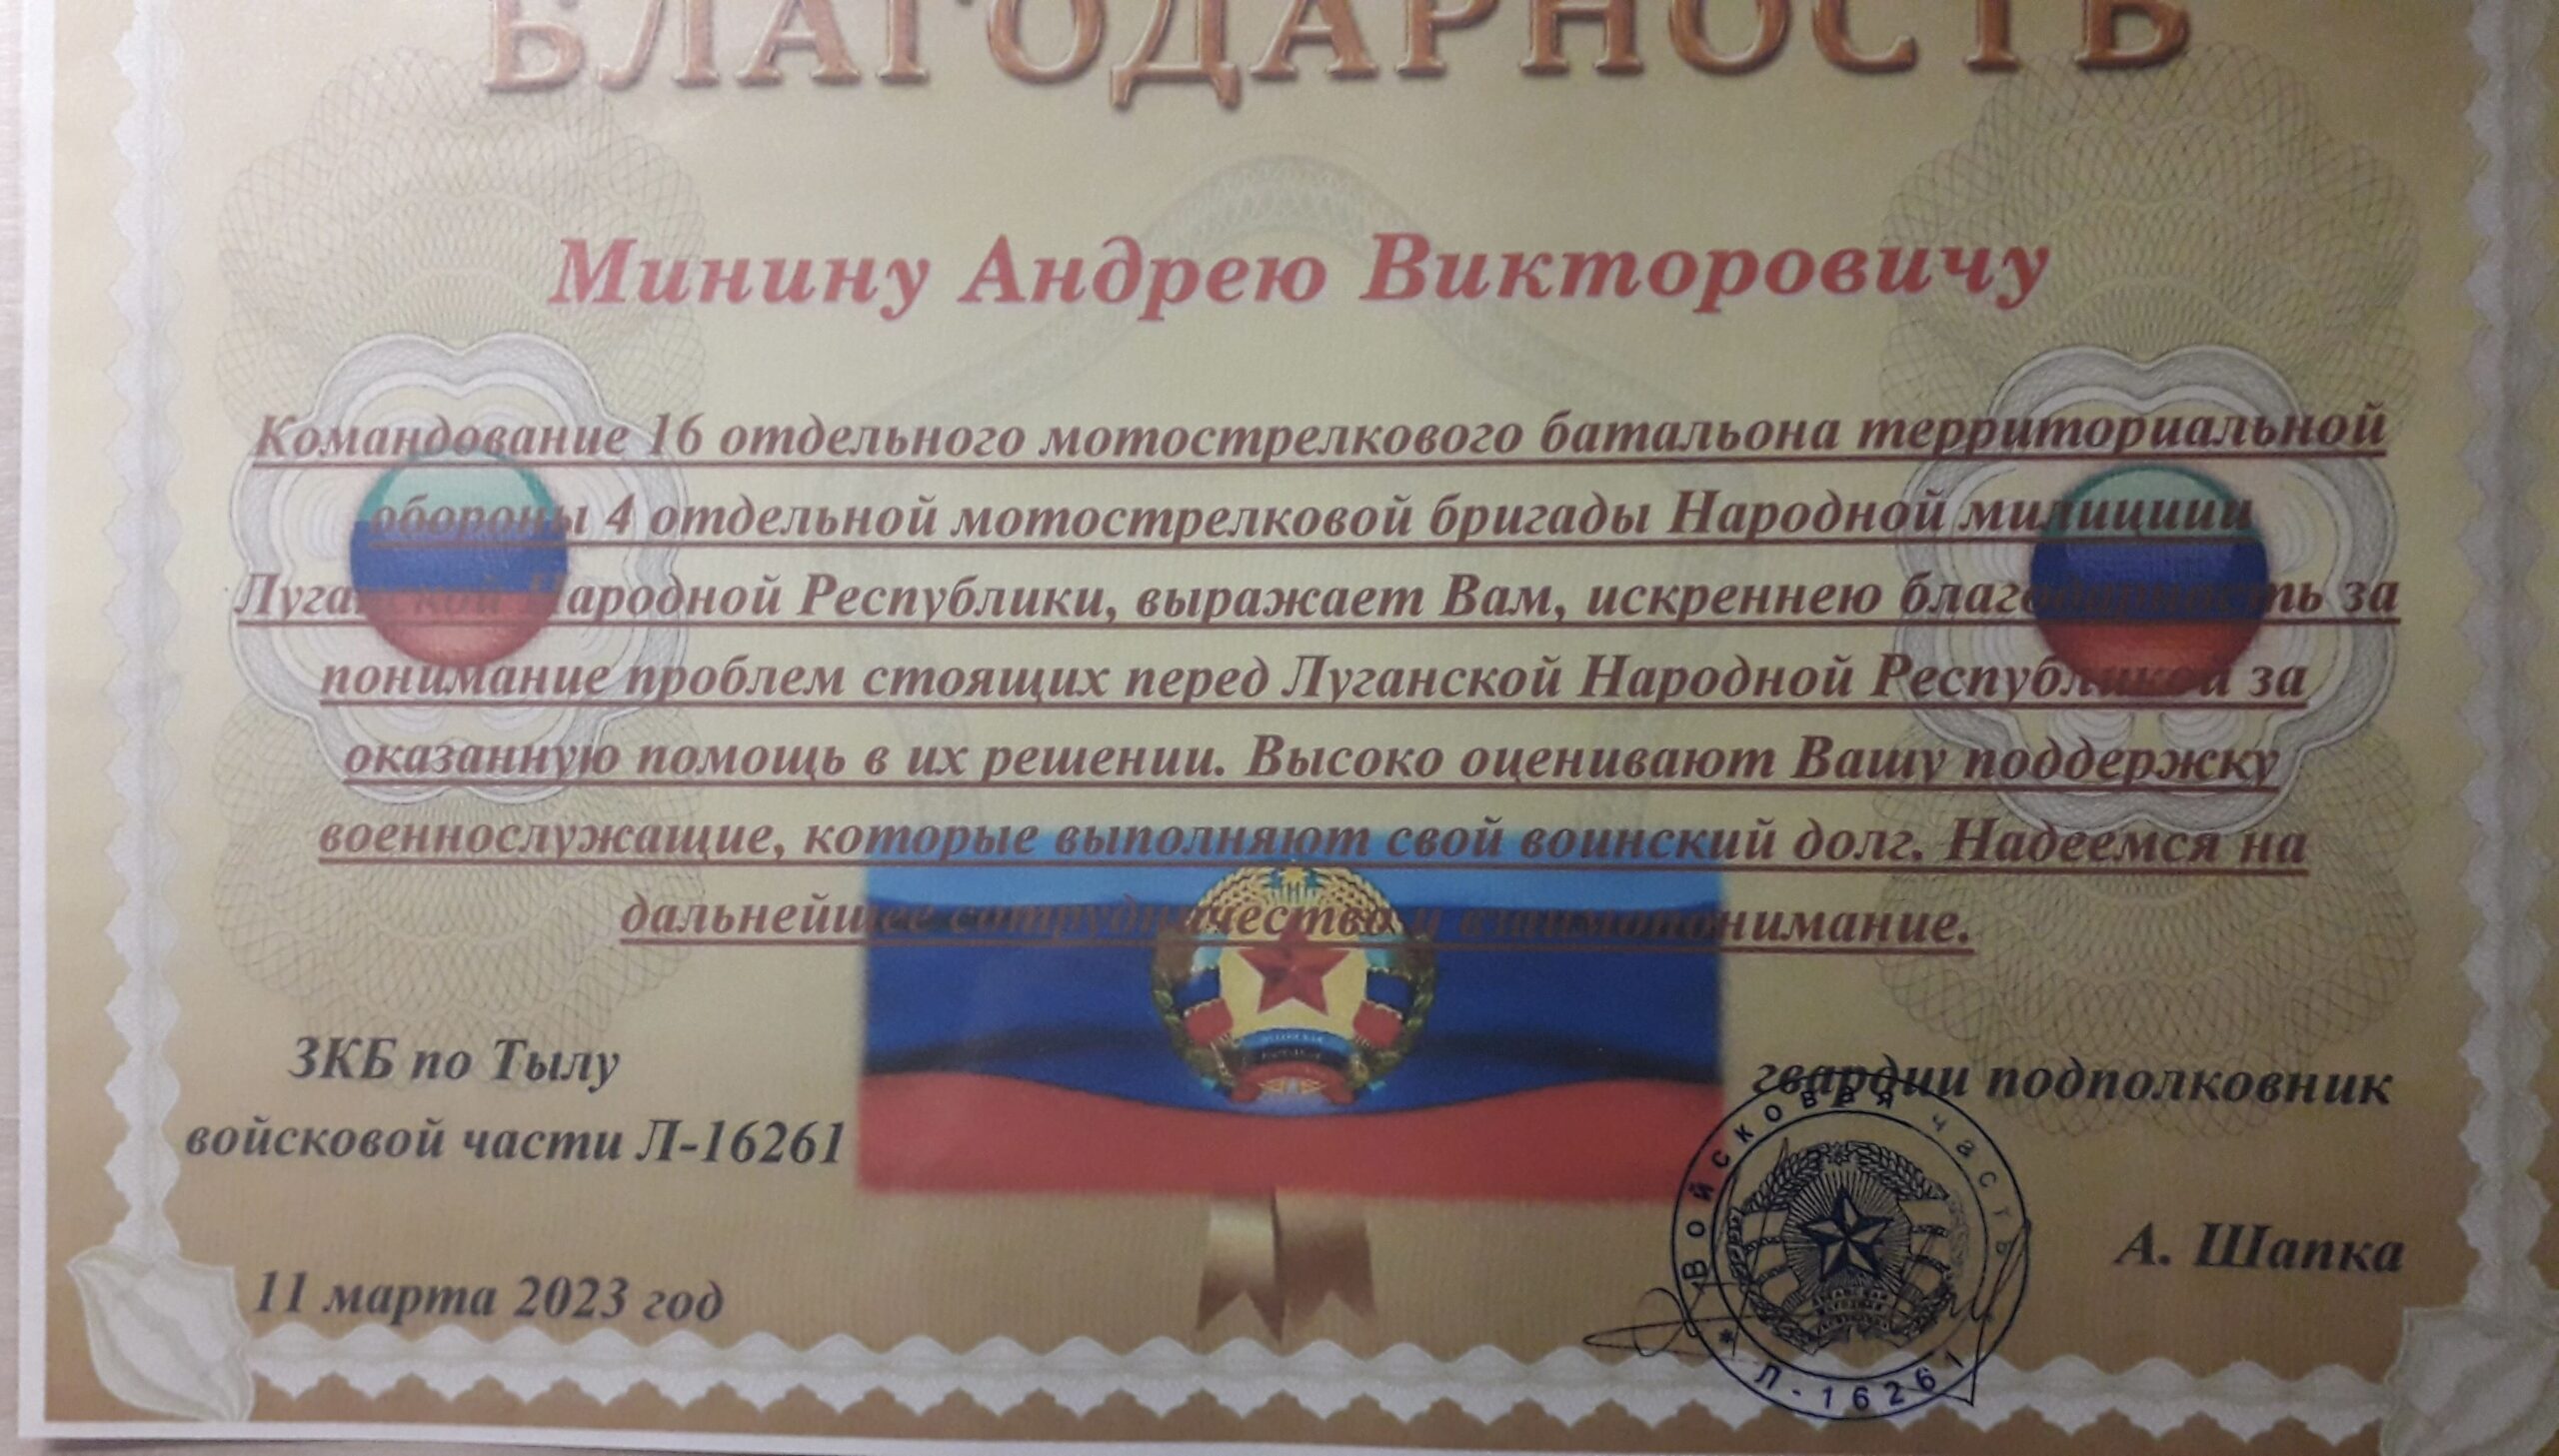 БЛАГОДАРНОСТЬ
Минину Андрею Викторовичу
Командование 16 отдельного мотострелкового батальона территориальной
обороны 4 отдельной мотострелковой бригады Народной милициии
Луганской Народной Республики, выражает Вам, искреннею благодарность за
понимание проблем стоящих перед Луганской Народной Республикой за
оказанную помощь в их решении. Высоко оценивают Вашу поддержку
военнослужащие, которые выполняют свой воинский долг. Надеемся на
дальнейшее сотрудничество и взаимопонимание.
ЗКБ по Тылу
войсковой части Л-16261
гвардии подполковник
А. Шапка
11 марта 2023 год
Войсковая часть
* Л-16261